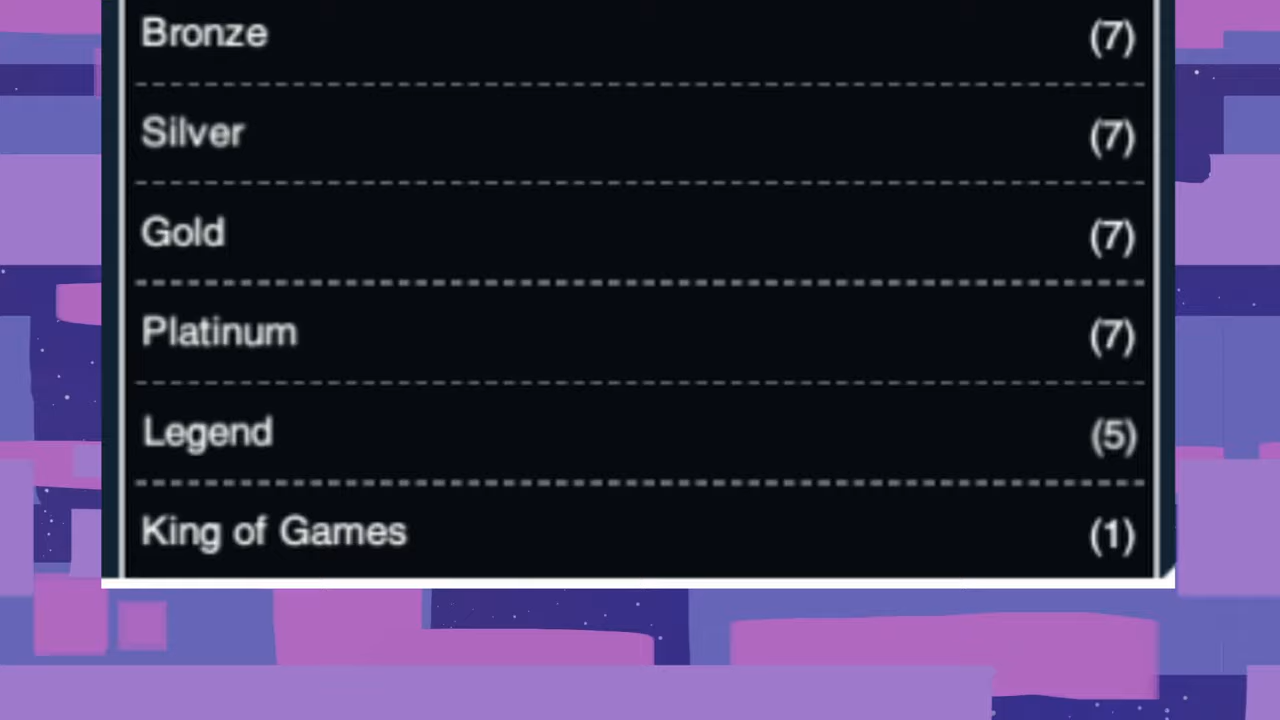 Bronze (7)
Silver (7)
Gold (7)
Platinum (7)
Legend (5)
King of Games (1)